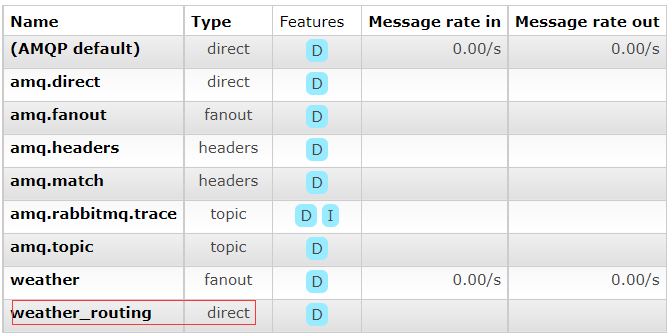 Name Type Features Message rate in Message rate out
(AMQP default) direct D 0.00/s 0.00/s
amq.direct direct D
amq.fanout fanout D
amq.headers headers D
amq.match headers D
amq.rabbitmq.trace topic D I
amq.topic topic D
weather fanout D 0.00/s 0.00/s
weather_routing direct D